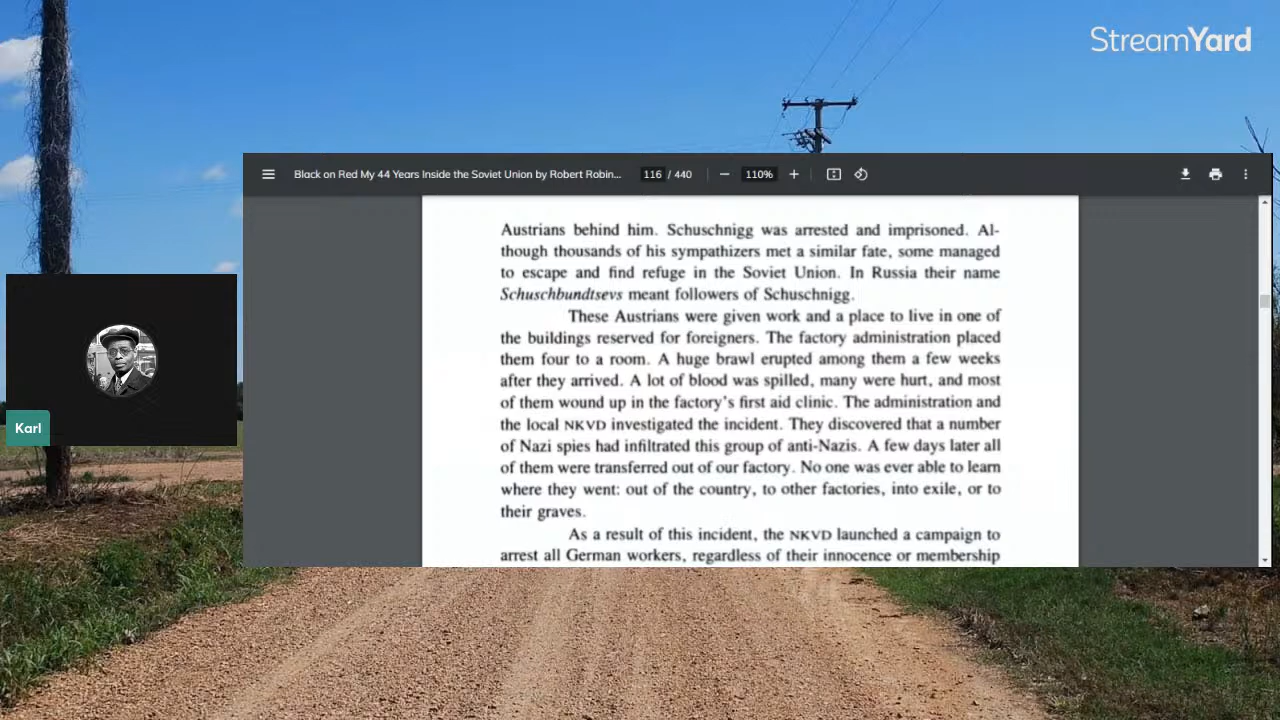 StreamYard
Black on Red My 44 Years Inside the Soviet Union by Robert Robin... 116 / 440 110%
Austrians behind him. Schuschnigg was arrested and imprisoned. Al-
though thousands of his sympathizers met a similar fate, some managed
to escape and find refuge in the Soviet Union. In Russia their name
Schuschbundtsevs meant followers of Schuschnigg.
These Austrians were given work and a place to live in one of
the buildings reserved for foreigners. The factory administration placed
them four to a room. A huge brawl erupted among them a few weeks
after they arrived. A lot of blood was spilled, many were hurt, and most
of them wound up in the factory's first aid clinic. The administration and
the local NKVD investigated the incident. They discovered that a number
of Nazi spies had infiltrated this group of anti-Nazis. A few days later all
of them were transferred out of our factory. No one was ever able to learn
where they went: out of the country, to other factories, into exile, or to
their graves.
As a result of this incident, the NKVD launched a campaign to
arrest all German workers, regardless of their innocence or membership
Karl